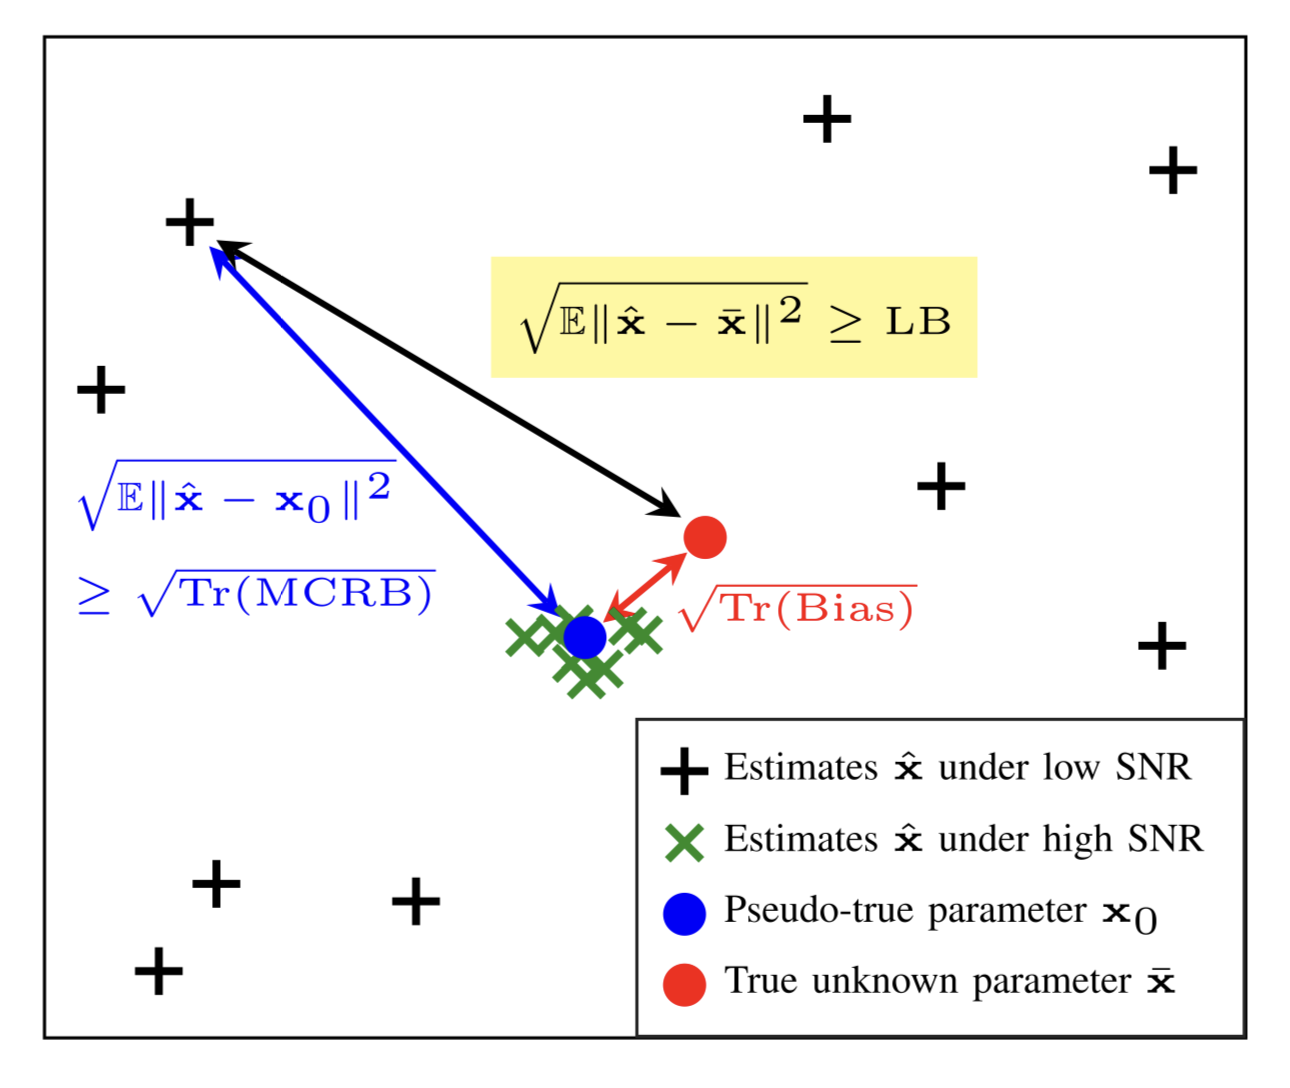 √𝔼‖x̂ − x̄‖² ≥ LB
√𝔼‖x̂ − x₀‖²
≥ √Tr(MCRB)
√Tr(Bias)
Estimates x̂ under low SNR
Estimates x̂ under high SNR
Pseudo-true parameter x₀
True unknown parameter x̄